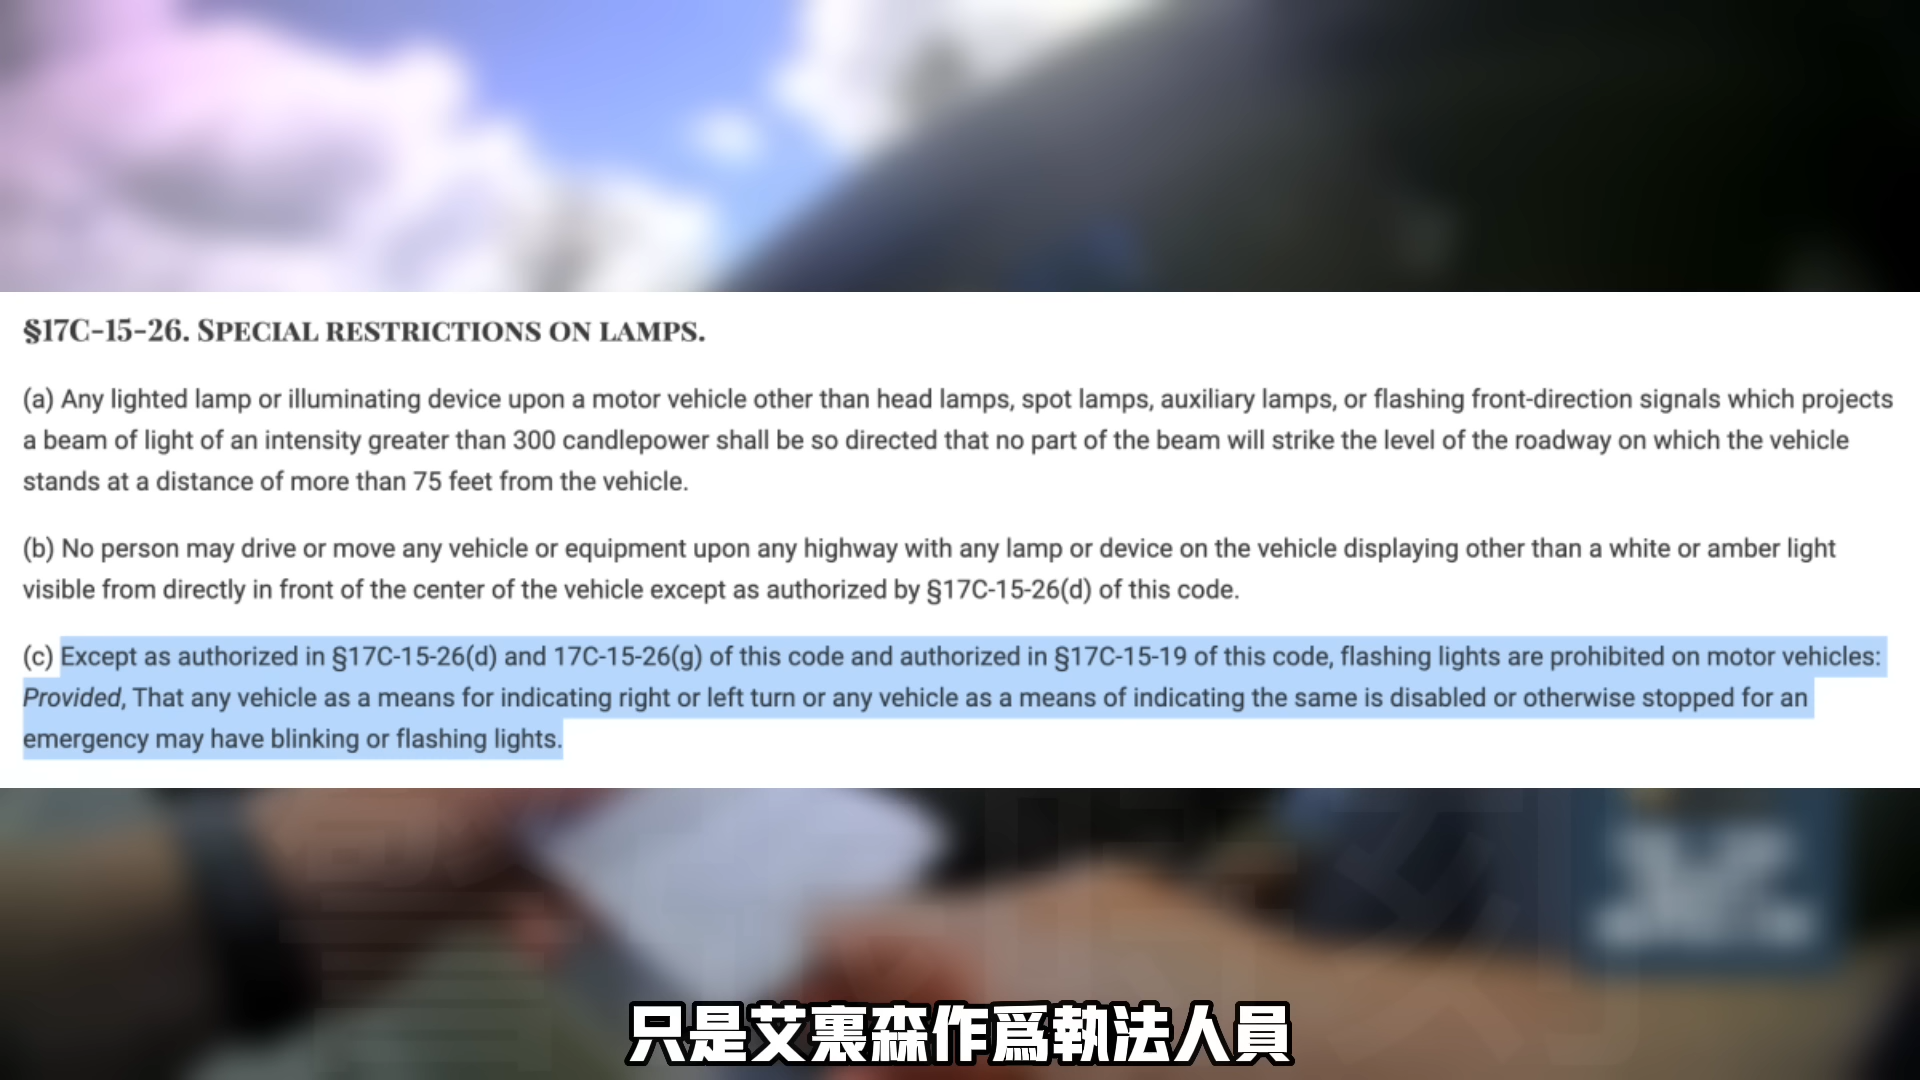 §17C-15-26. SPECIAL RESTRICTIONS ON LAMPS.
(a) Any lighted lamp or illuminating device upon a motor vehicle other than head lamps, spot lamps, auxiliary lamps, or flashing front-direction signals which projects
a beam of light of an intensity greater than 300 candlepower shall be so directed that no part of the beam will strike the level of the roadway on which the vehicle
stands at a distance of more than 75 feet from the vehicle.
(b) No person may drive or move any vehicle or equipment upon any highway with any lamp or device on the vehicle displaying other than a white or amber light
visible from directly in front of the center of the vehicle except as authorized by §17C-15-26(d) of this code.
(c) Except as authorized in §17C-15-26(d) and 17C-15-26(g) of this code and authorized in §17C-15-19 of this code, flashing lights are prohibited on motor vehicles:
Provided, That any vehicle as a means for indicating right or left turn or any vehicle as a means of indicating the same is disabled or otherwise stopped for an
emergency may have blinking or flashing lights.
只是艾裏森作爲執法人員